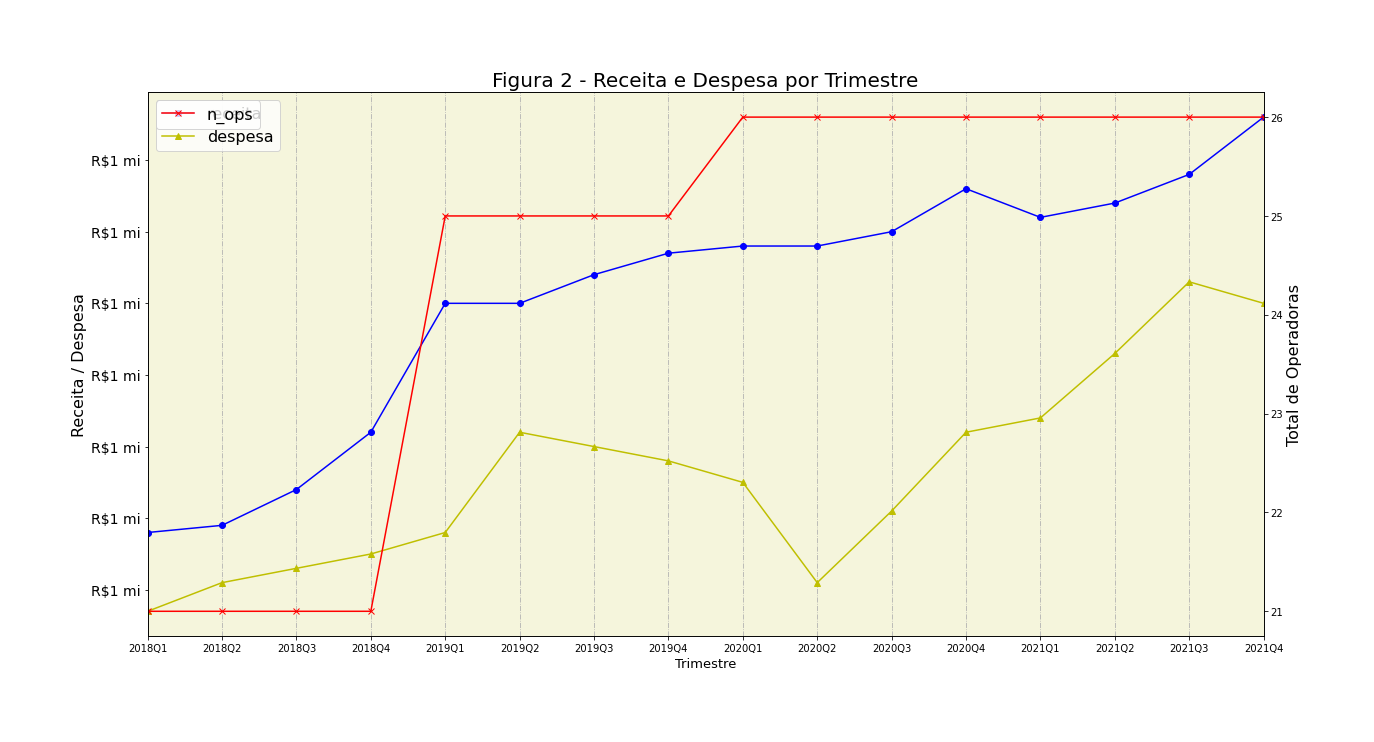 Figura 2 - Receita e Despesa por Trimestre
n_ops
despesa
R$1 mi
R$1 mi
R$1 mi
R$1 mi
R$1 mi
R$1 mi
R$1 mi
Receita / Despesa
26
25
24
23
22
21
Total de Operadoras
2018Q1 2018Q2 2018Q3 2018Q4 2019Q1 2019Q2 2019Q3 2019Q4 2020Q1 2020Q2 2020Q3 2020Q4 2021Q1 2021Q2 2021Q3 2021Q4
Trimestre